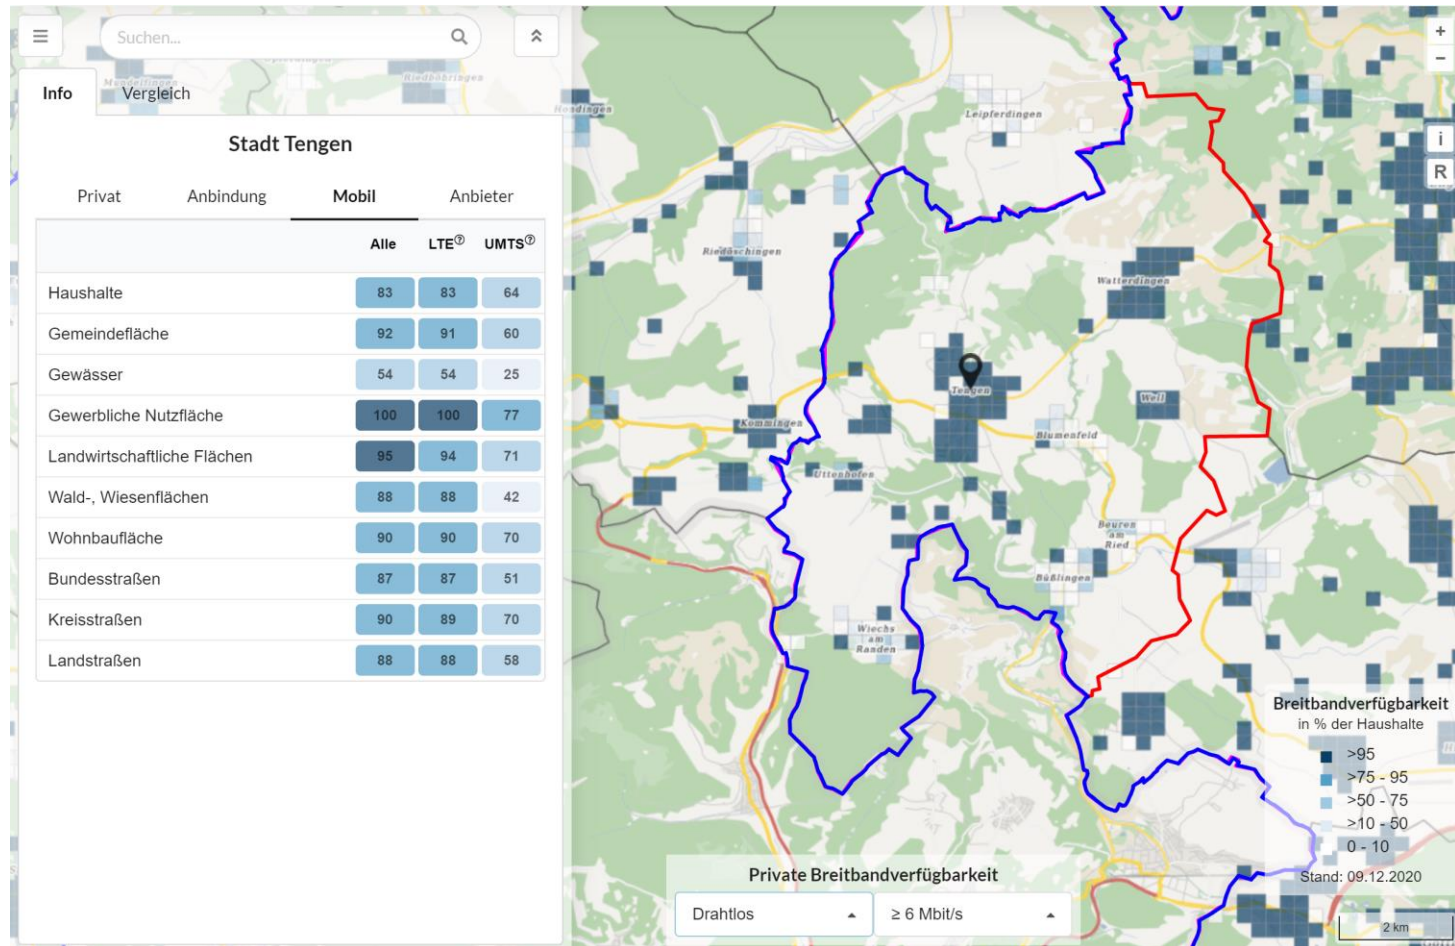 Suchen...
Info
Vergleich
Stadt Tengen
Privat Anbindung Mobil Anbieter
Alle LTE? UMTS?
Haushalte 83 83 64
Gemeindefläche 92 91 60
Gewässer 54 54 25
Gewerbliche Nutzfläche 100 100 77
Landwirtschaftliche Flächen 95 94 71
Wald-, Wiesenflächen 88 88 42
Wohnbaufläche 90 90 70
Bundesstraßen 87 87 51
Kreisstraßen 90 89 70
Landstraßen 88 88 58
Mundelfingen
Riedböhringen
Hondingen
Leipferdingen
Riedöschingen
Watterdingen
Tengen
Weil
Kommingen
Blumenfeld
Uttenhofen
Beuren
am
Ried
Büßlingen
Wiechs
am
Randen
+
−
i
R
Breitbandverfügbarkeit
in % der Haushalte
>95
>75 - 95
>50 - 75
>10 - 50
0 - 10
Stand: 09.12.2020
Private Breitbandverfügbarkeit
Drahtlos
≥ 6 Mbit/s
2 km